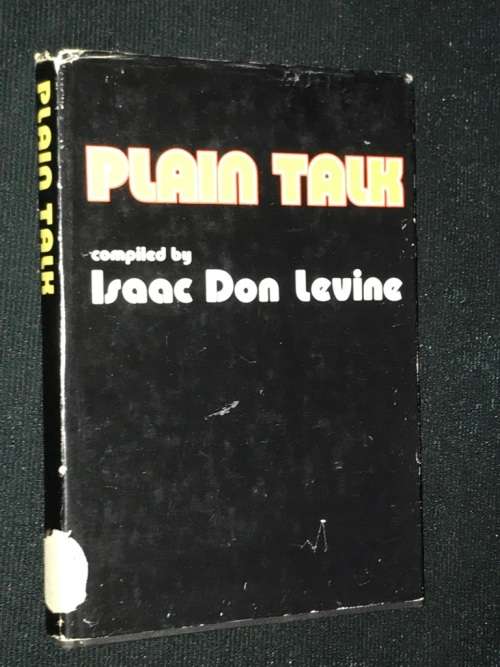 PLAIN TALK
PLAIN TALK
compiled by
Isaac Don Levine